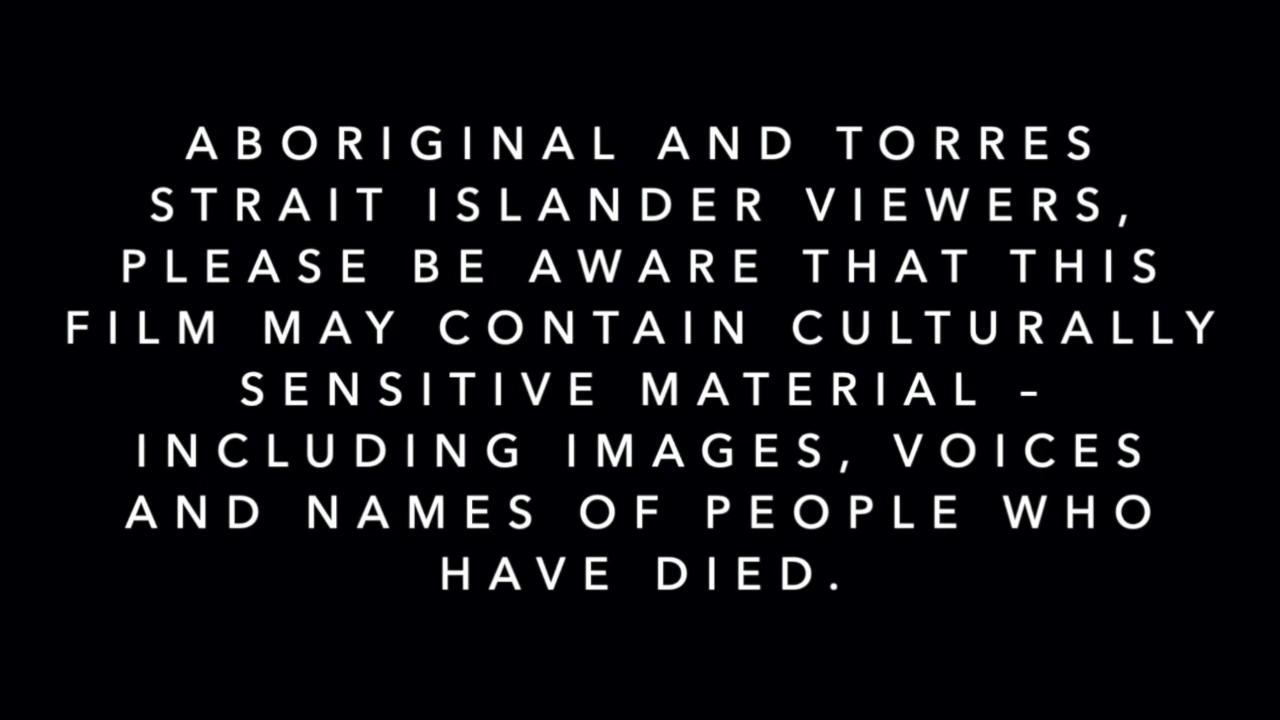 ABORIGINAL AND TORRES
STRAIT ISLANDER VIEWERS,
PLEASE BE AWARE THAT THIS
FILM MAY CONTAIN CULTURALLY
SENSITIVE MATERIAL –
INCLUDING IMAGES, VOICES
AND NAMES OF PEOPLE WHO
HAVE DIED.